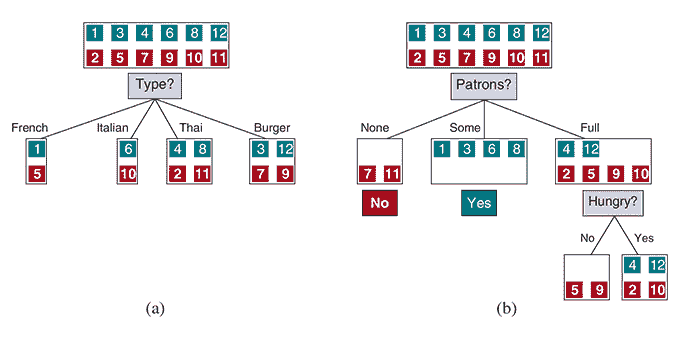 1 3 4 6 8 12
2 5 7 9 10 11
Type?
French Italian Thai Burger
1 6 4 8 3 12
5 10 2 11 7 9
(a)
1 3 4 6 8 12
2 5 7 9 10 11
Patrons?
None Some Full
1 3 6 8 4 12
7 11 2 5 9 10
No Yes Hungry?
No Yes
4 12
5 9 2 10
(b)